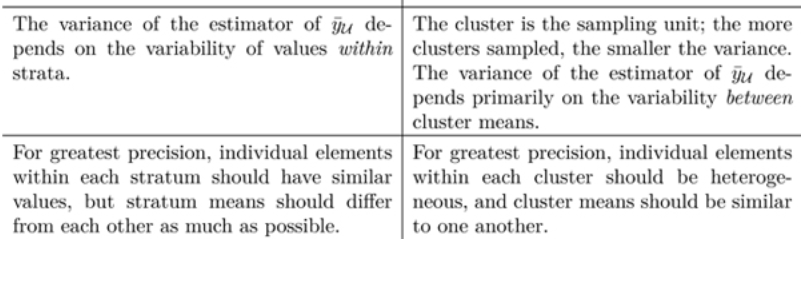 The variance of the estimator of ȳ𝒰 de-
pends on the variability of values within
strata.
The cluster is the sampling unit; the more
clusters sampled, the smaller the variance.
The variance of the estimator of ȳ𝒰 de-
pends primarily on the variability between
cluster means.
For greatest precision, individual elements
within each stratum should have similar
values, but stratum means should differ
from each other as much as possible.
For greatest precision, individual elements
within each cluster should be heteroge-
neous, and cluster means should be similar
to one another.